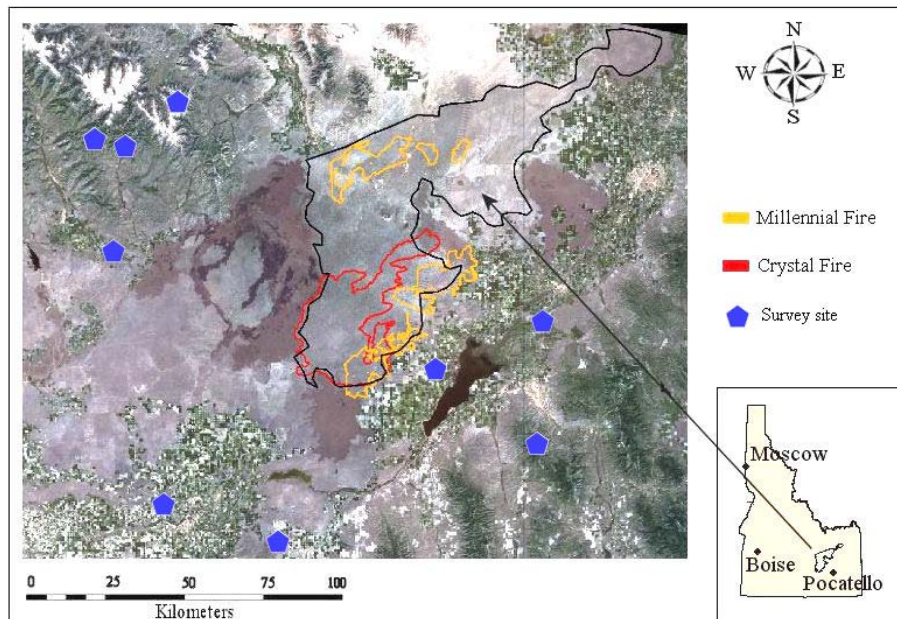 N
W E
S
Millennial Fire
Crystal Fire
Survey site
Moscow
Boise
Pocatello
0 25 50 75 100
Kilometers